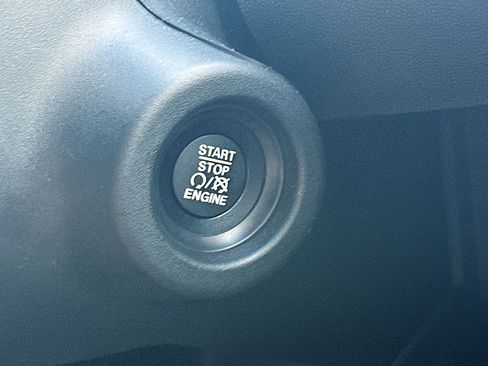 START
STOP
/
ENGINE